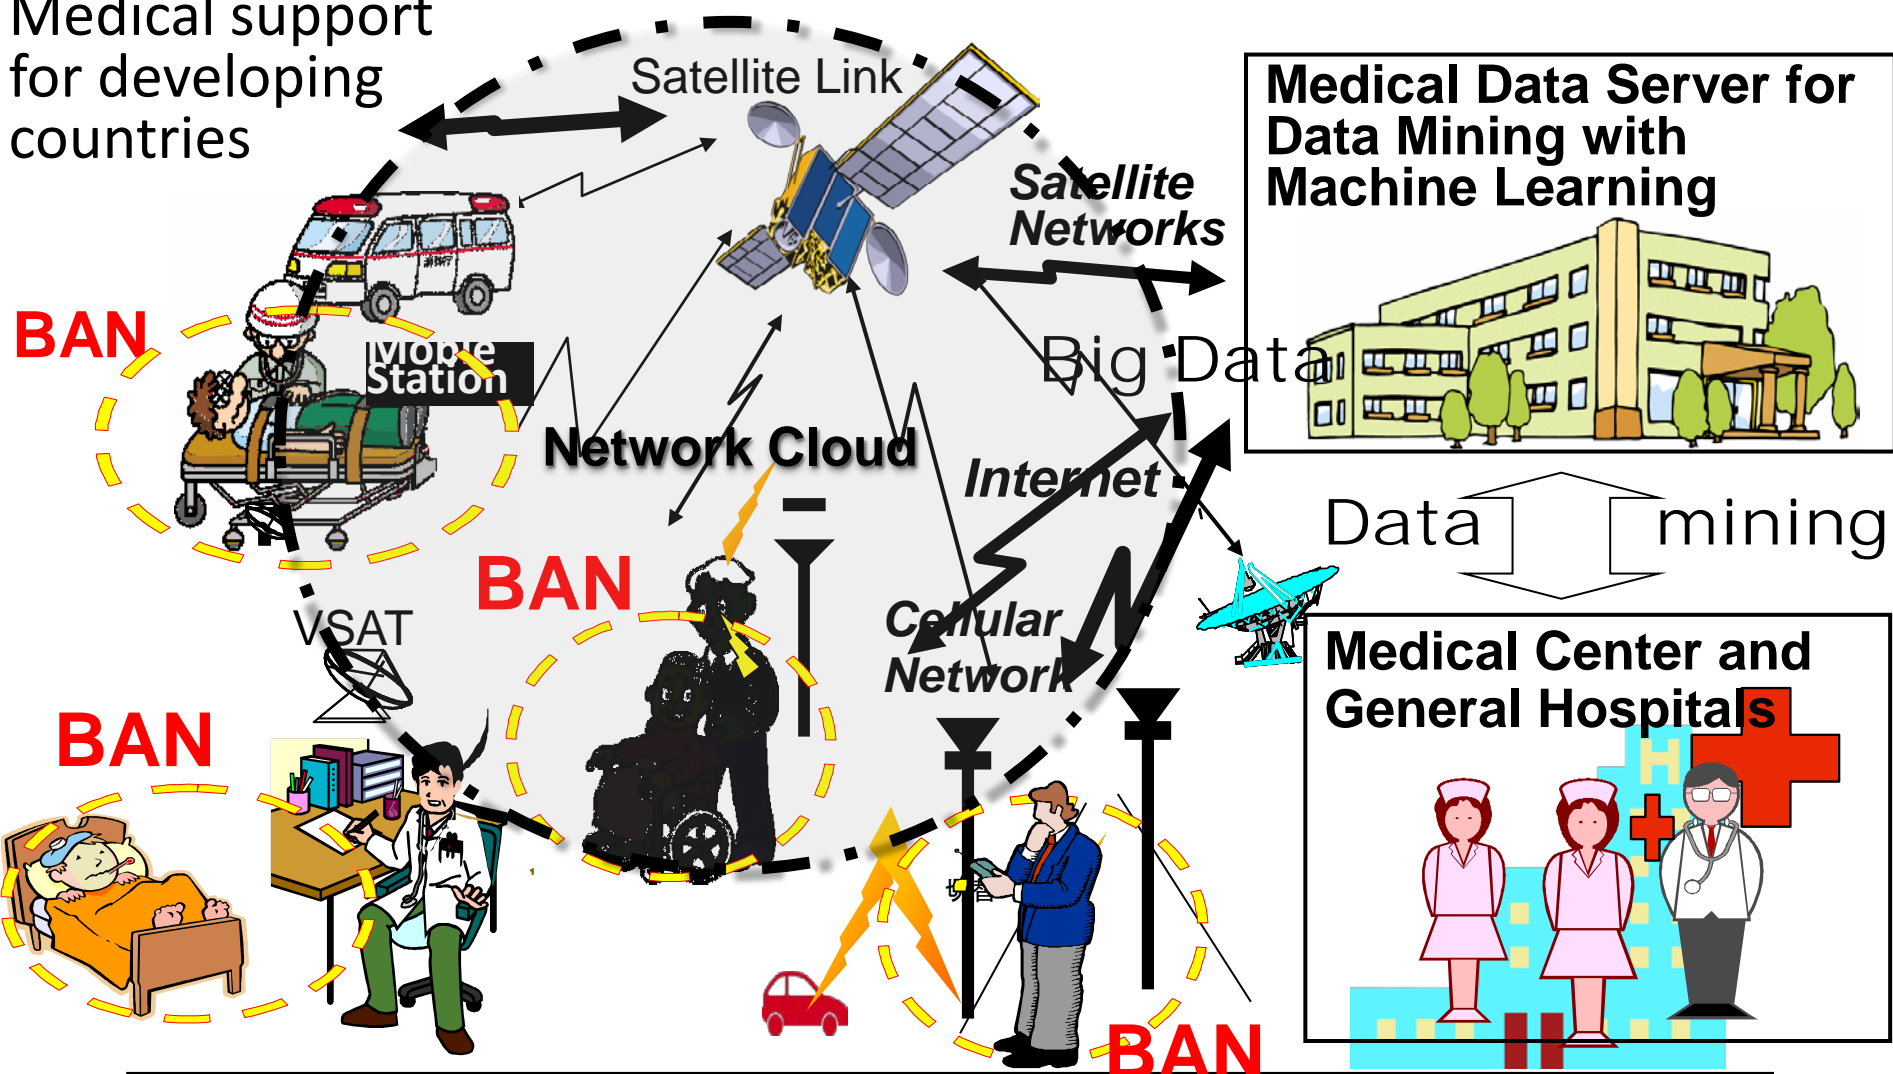 Medical support
for developing
countries
Satellite Link
Satellite
Networks
Medical Data Server for
Data Mining with
Machine Learning
BAN
Moble
Station
Big Data
Network Cloud
Internet
Data mining
BAN
VSAT
Cellular
Network
Medical Center and
General Hospitals
BAN
H
BAN